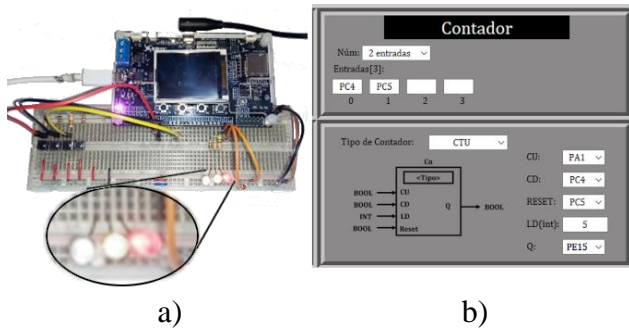 Contador
Núm: 2 entradas
Entradas[3]:
PC4 PC5
0 1 2 3
Tipo de Contador: CTU
Cn
<Tipo>
BOOL CU
BOOL CD
INT LD
BOOL Reset
Q BOOL
CU: PA1
CD: PC4
RESET: PC5
LD(int): 5
Q: PE15
a) b)